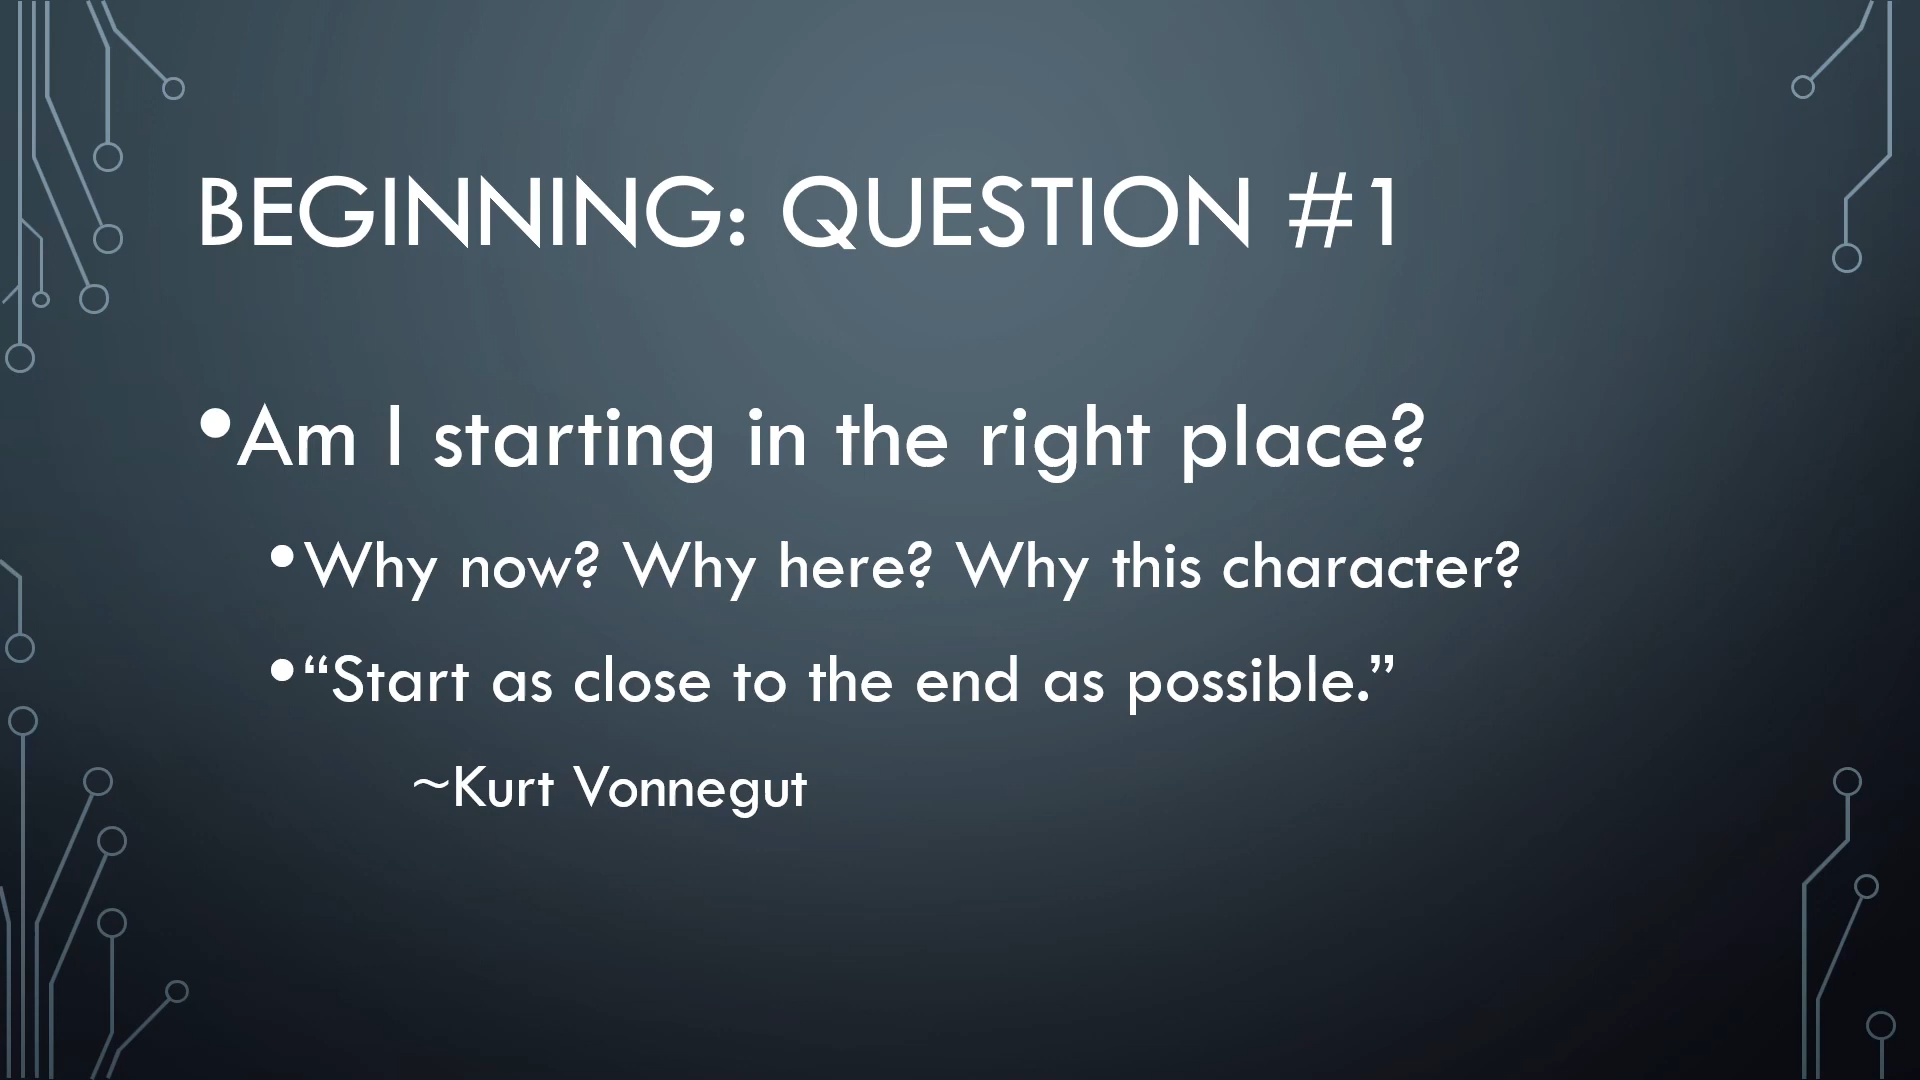 BEGINNING: QUESTION #1
•Am I starting in the right place?
•Why now? Why here? Why this character?
•“Start as close to the end as possible.”
~Kurt Vonnegut